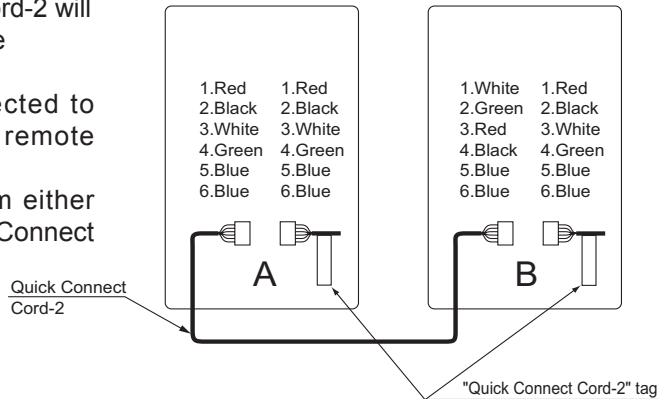 ord-2 will
e
ected to
remote
n either
Connect
1.Red
2.Black
3.White
4.Green
5.Blue
6.Blue
1.Red
2.Black
3.White
4.Green
5.Blue
6.Blue
A
1.White
2.Green
3.Red
4.Black
5.Blue
6.Blue
1.Red
2.Black
3.White
4.Green
5.Blue
6.Blue
B
Quick Connect
Cord-2
"Quick Connect Cord-2" tag